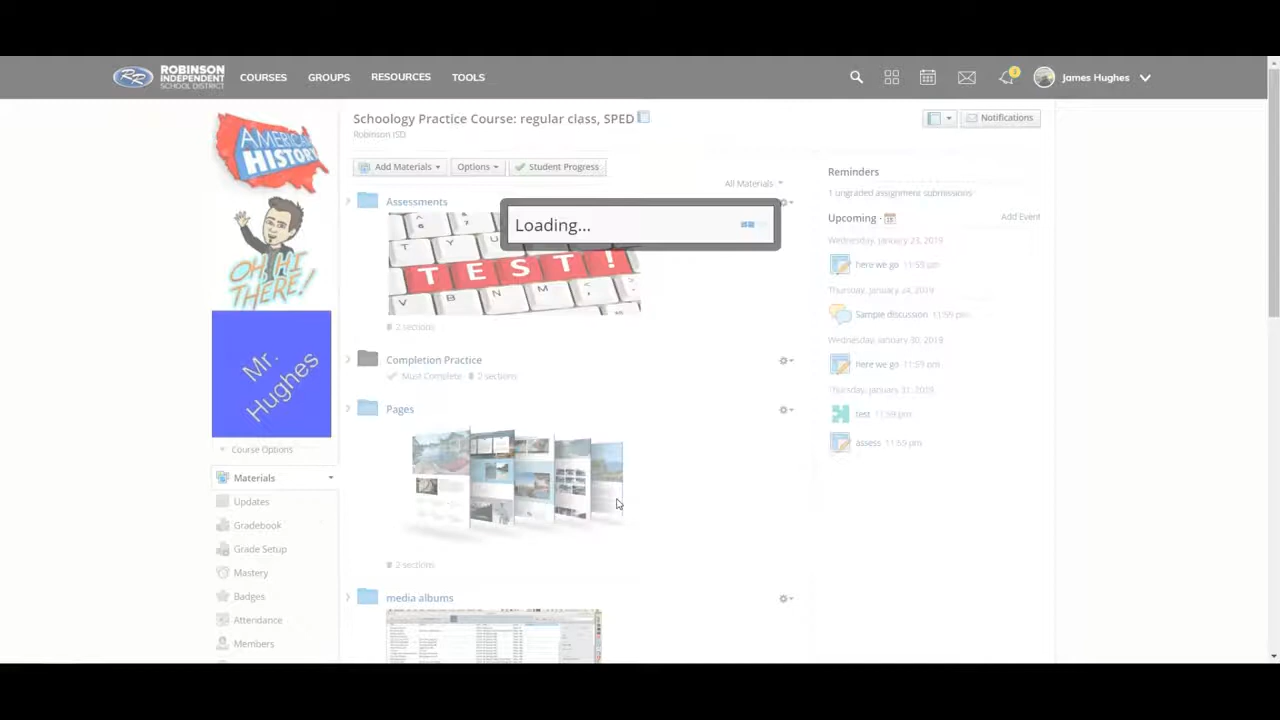 RR
ROBINSON
INDEPENDENT
SCHOOL DISTRICT
COURSES
GROUPS
RESOURCES
TOOLS
3
James Hughes
AMERICAN
HISTORY
OH HI
THERE!
Mr.
Hughes
Course Options
Materials
Updates
Gradebook
Grade Setup
Mastery
Badges
Attendance
Members
Schoology Practice Course: regular class, SPED
Robinson ISD
Notifications
Add Materials
Options
Student Progress
All Materials
Loading...
Assessments
TEST!
2 sections
Completion Practice
Must Complete 2 sections
Pages
2 sections
media albums
Reminders
1 ungraded assignment submissions
Upcoming ·
Add Event
Wednesday, January 23, 2019
here we go 11:59 pm
Thursday, January 24, 2019
Sample discussion 11:59 pm
Wednesday, January 30, 2019
here we go 11:59 pm
Thursday, January 31, 2019
test 11:59 pm
assess 11:59 pm